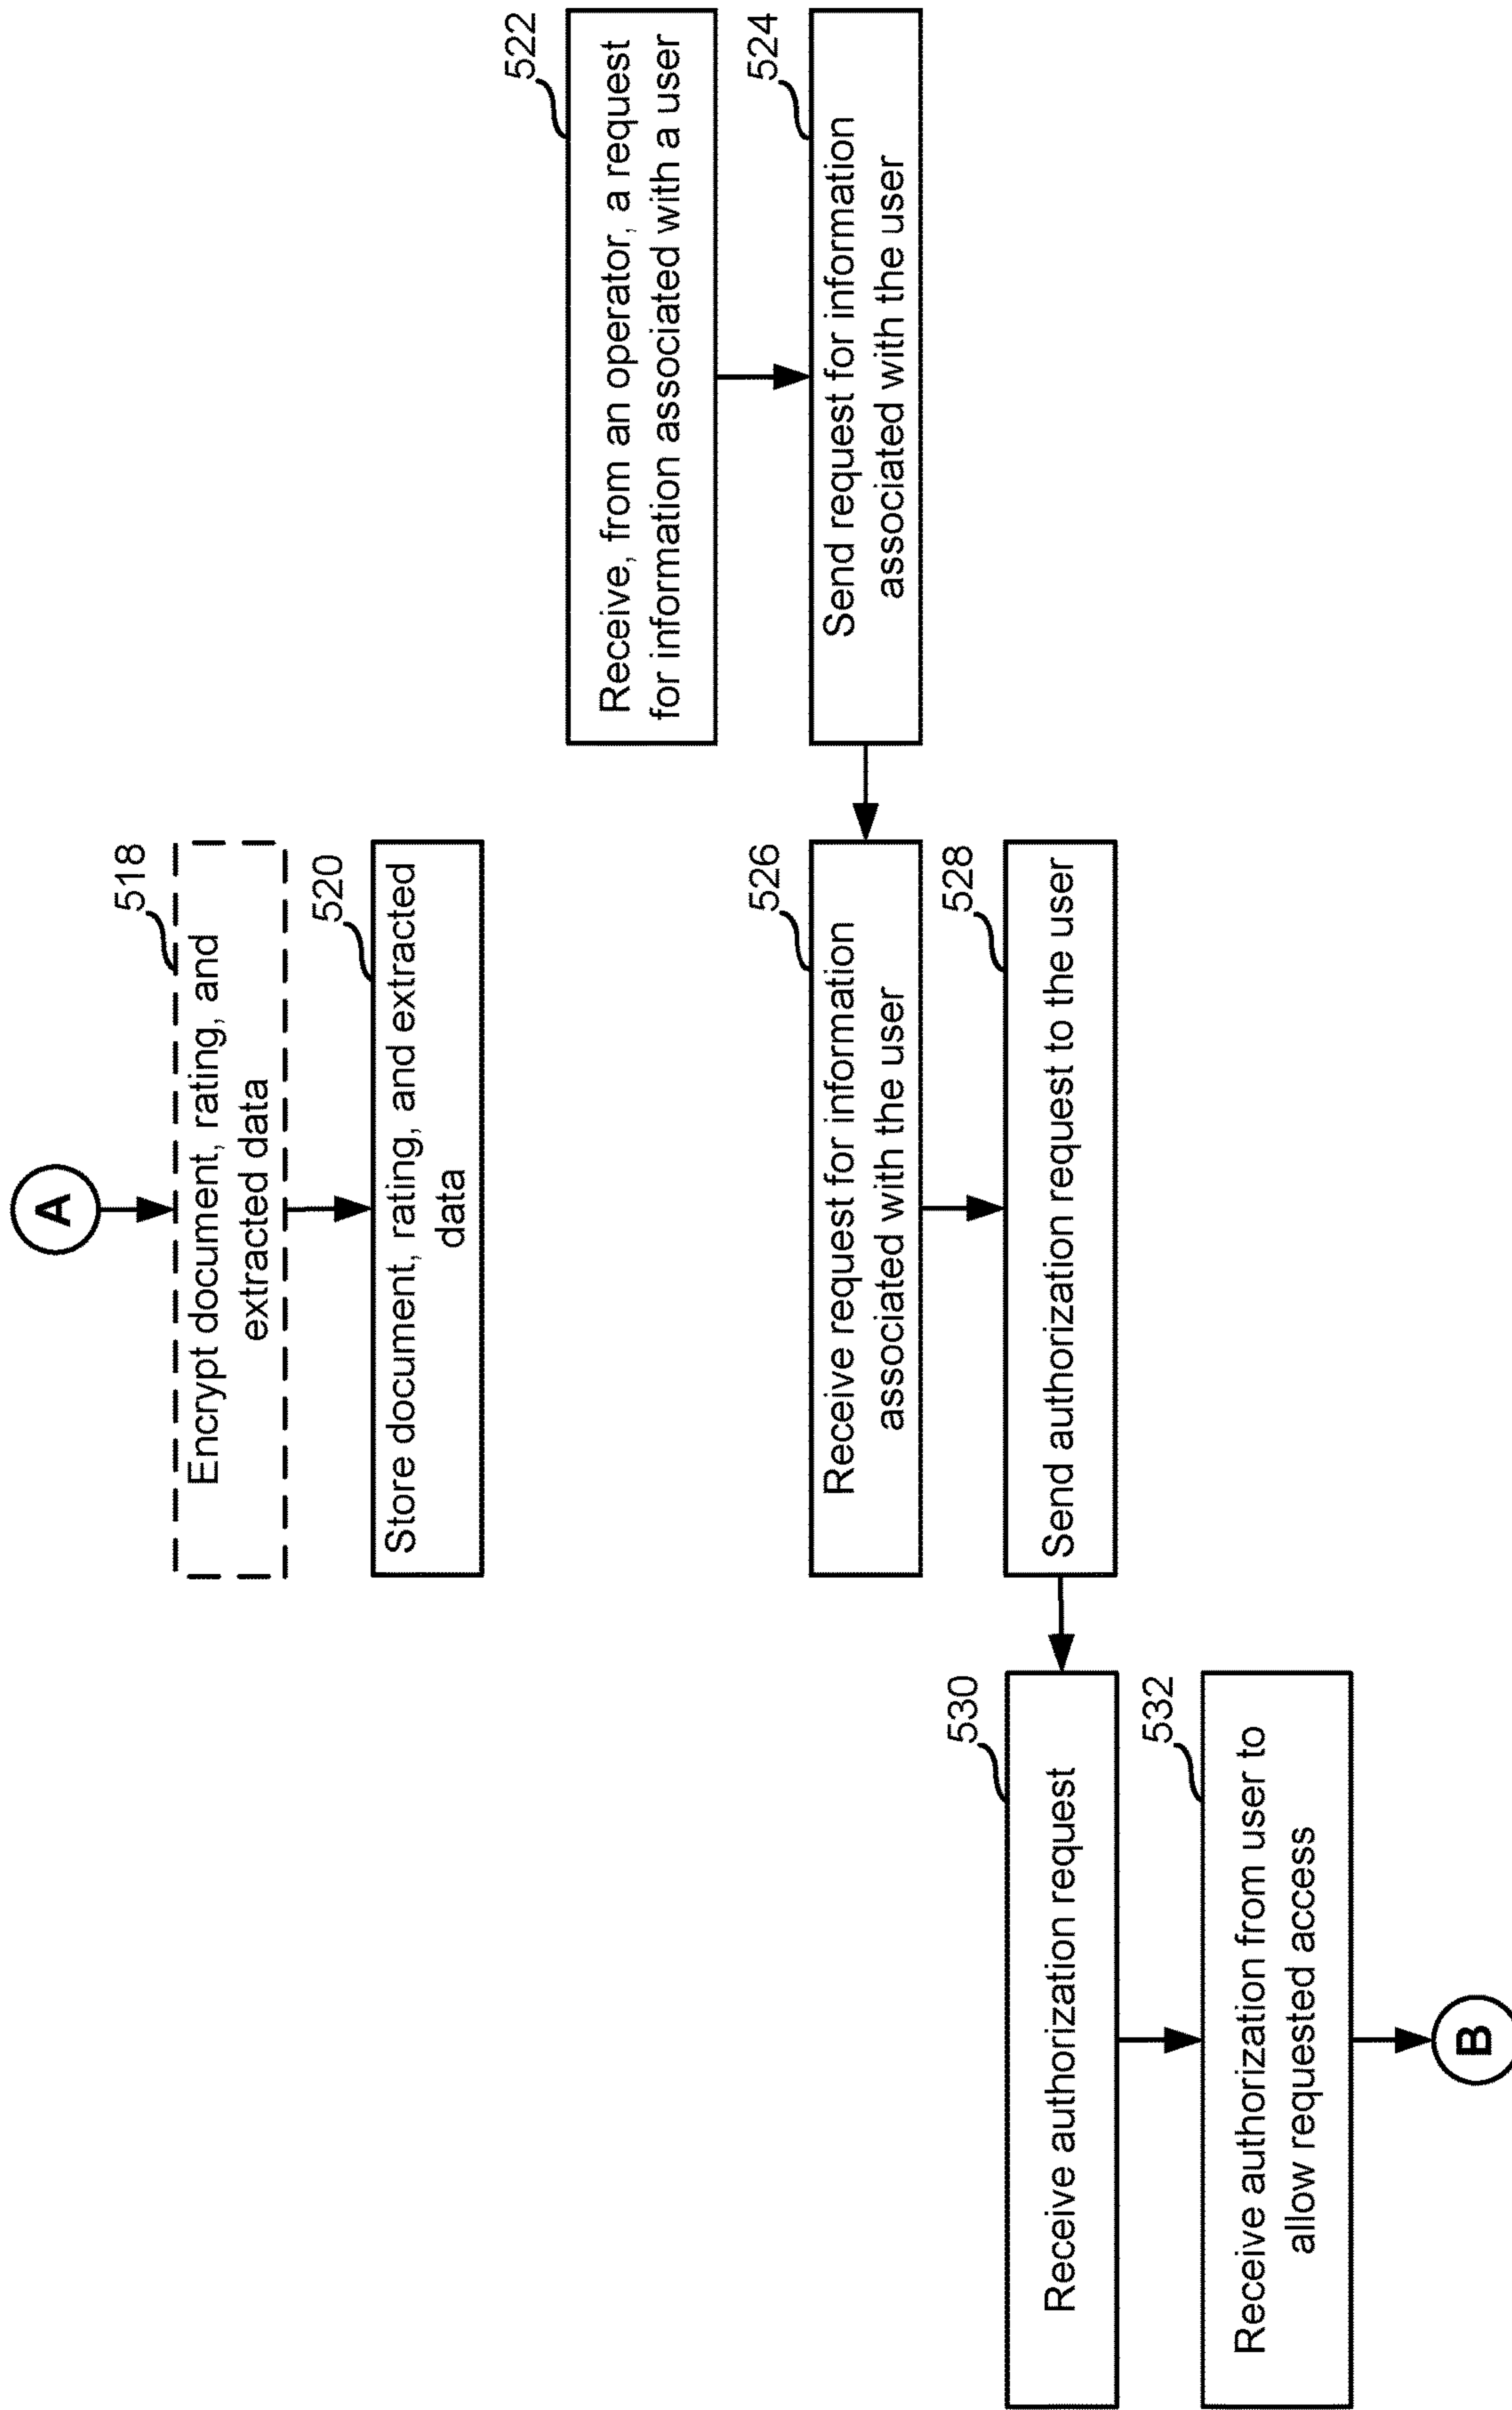 A
518
Encrypt document, rating, and
extracted data
520
Store document, rating, and extracted
data
522
Receive, from an operator, a request
for information associated with a user
524
Send request for information
associated with the user
526
Receive request for information
associated with the user
528
Send authorization request to the user
530
Receive authorization request
532
Receive authorization from user to
allow requested access
B